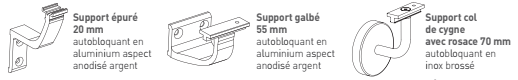 Support épuré
20 mm
autobloquant en
aluminium aspect
anodisé argent
Support galbé
55 mm
autobloquant en
aluminium aspect
anodisé argent
Support col
de cygne
avec rosace 70 mm
autobloquant en
inox brossé